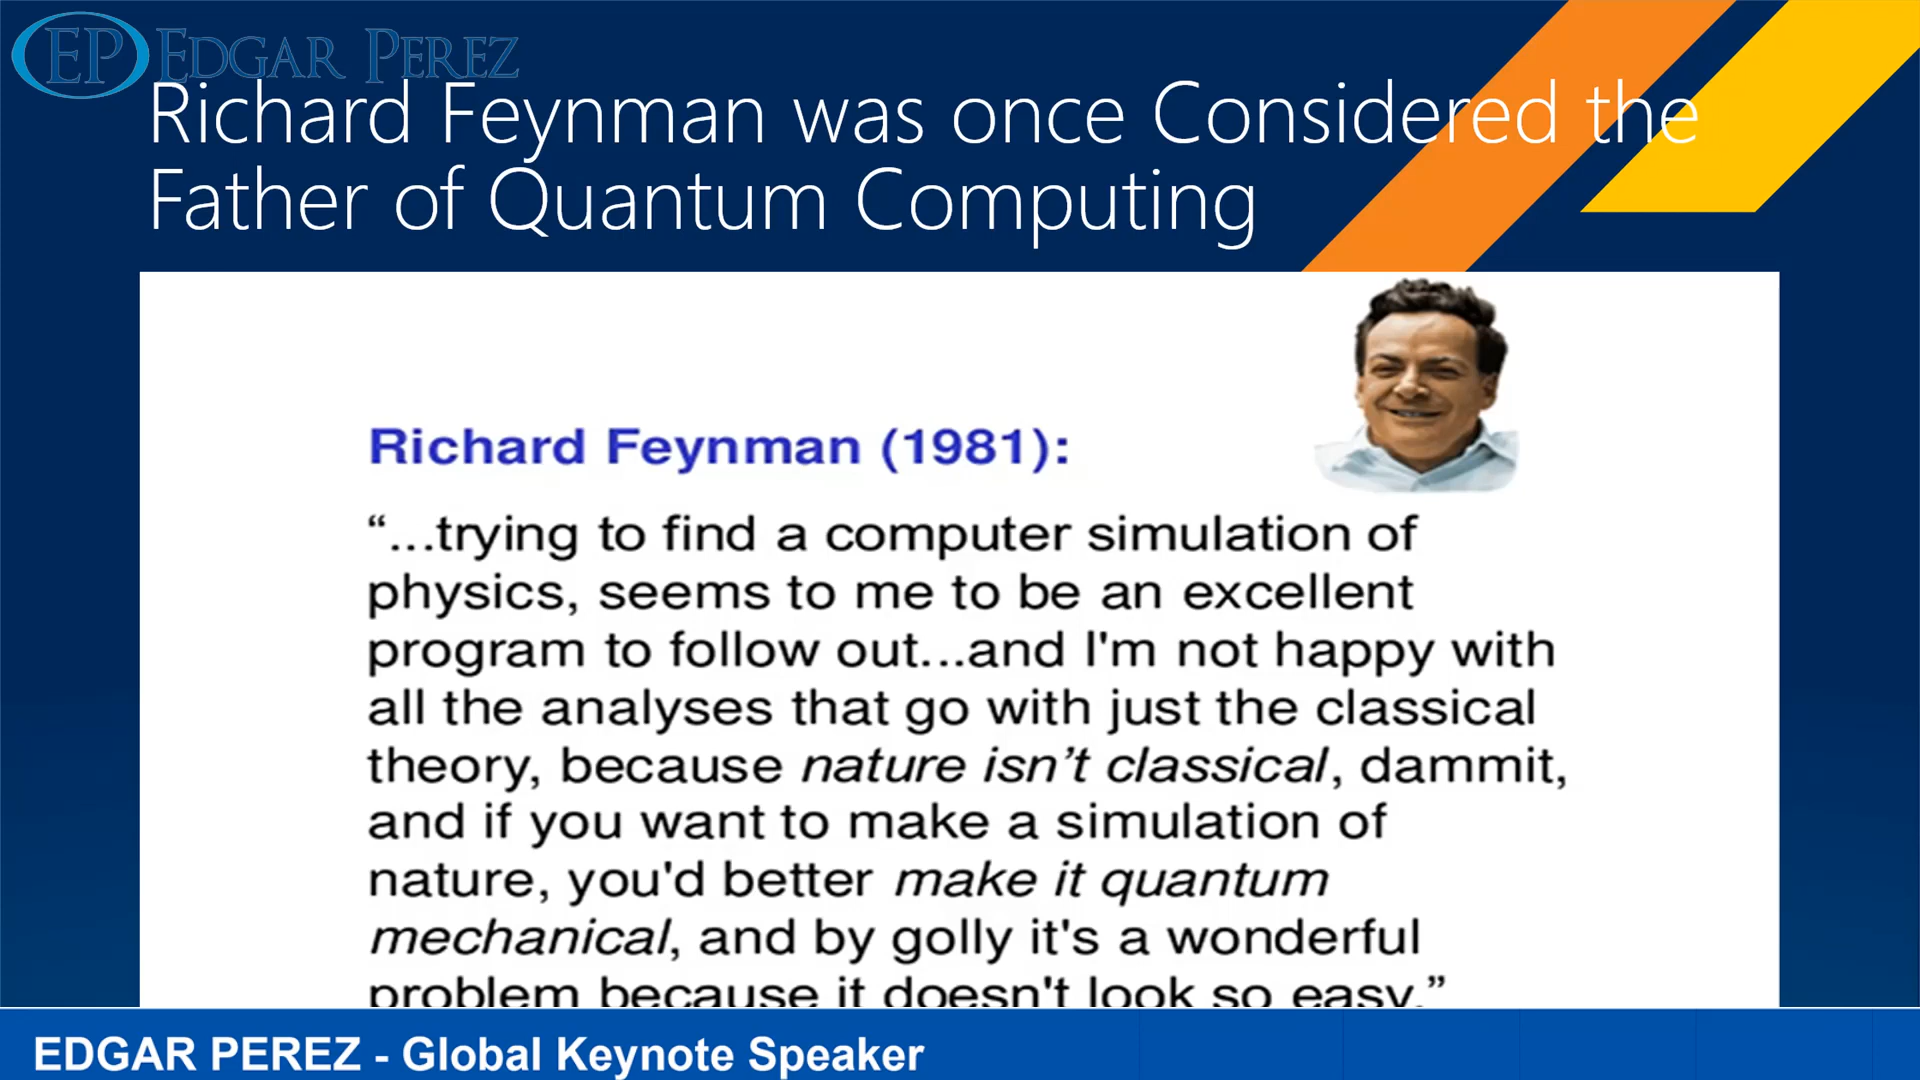 EP EDGAR PEREZ
Richard Feynman was once Considered the
Father of Quantum Computing
Richard Feynman (1981):
“...trying to find a computer simulation of
physics, seems to me to be an excellent
program to follow out...and I'm not happy with
all the analyses that go with just the classical
theory, because nature isn’t classical, dammit,
and if you want to make a simulation of
nature, you'd better make it quantum
mechanical, and by golly it's a wonderful
problem because it doesn't look so easy.”
EDGAR PEREZ - Global Keynote Speaker